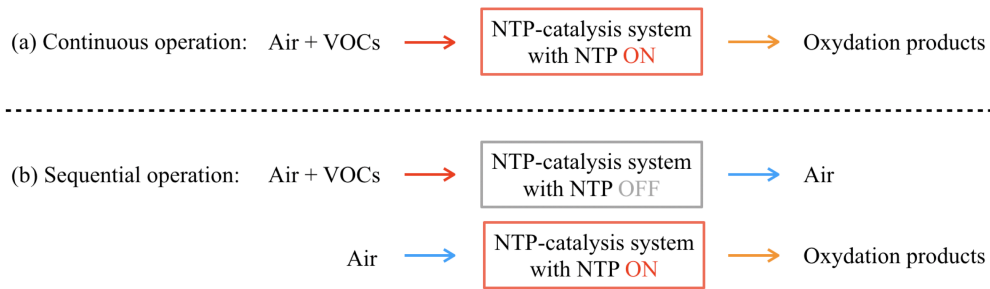 (a) Continuous operation: Air + VOCs NTP-catalysis system Oxydation products
with NTP ON
(b) Sequential operation: Air + VOCs NTP-catalysis system Air
with NTP OFF
Air NTP-catalysis system Oxydation products
with NTP ON